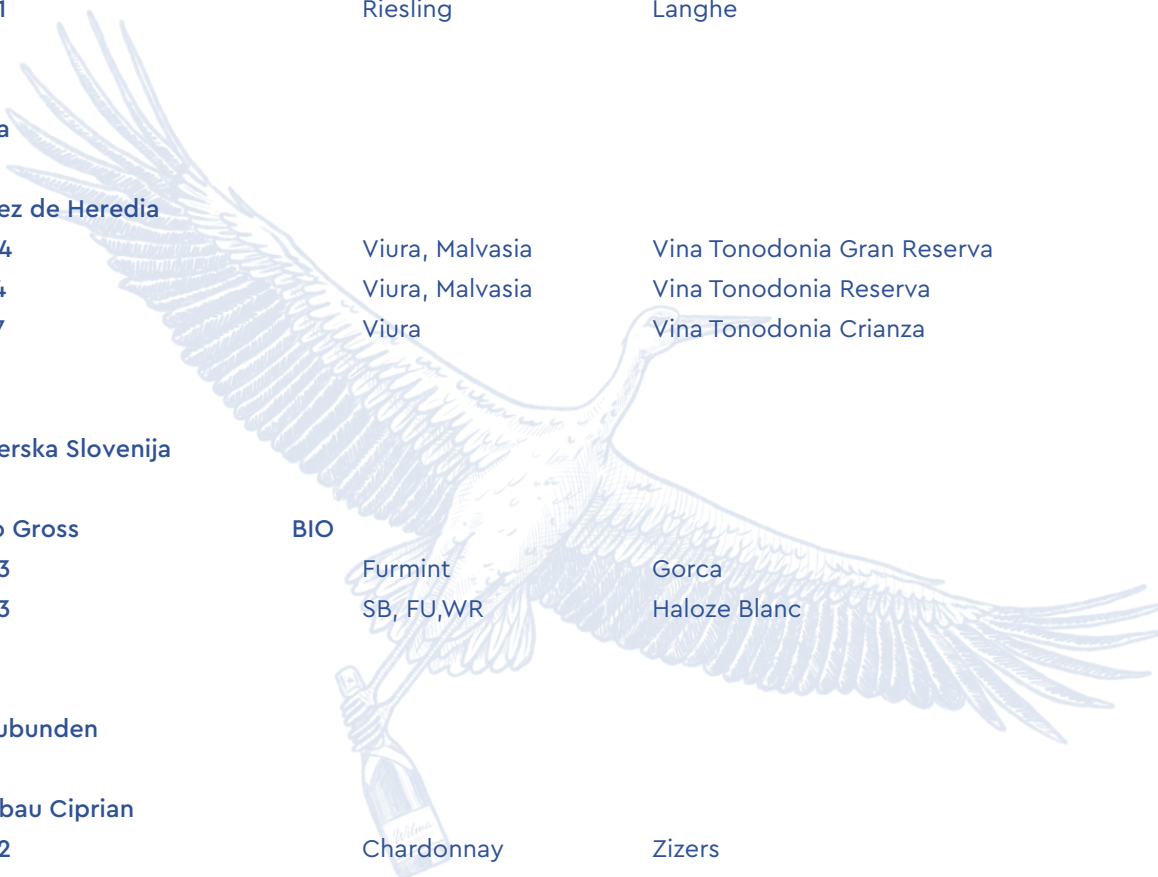 1 Riesling Langhe
a
ez de Heredia
4 Viura, Malvasia Vina Tonodonia Gran Reserva
4 Viura, Malvasia Vina Tonodonia Reserva
7 Viura Vina Tonodonia Crianza
erska Slovenija
o Gross BIO
3 Furmint Gorca
3 SB, FU,WR Haloze Blanc
ubunden
bau Ciprian
2 Chardonnay Zizers
Wilma